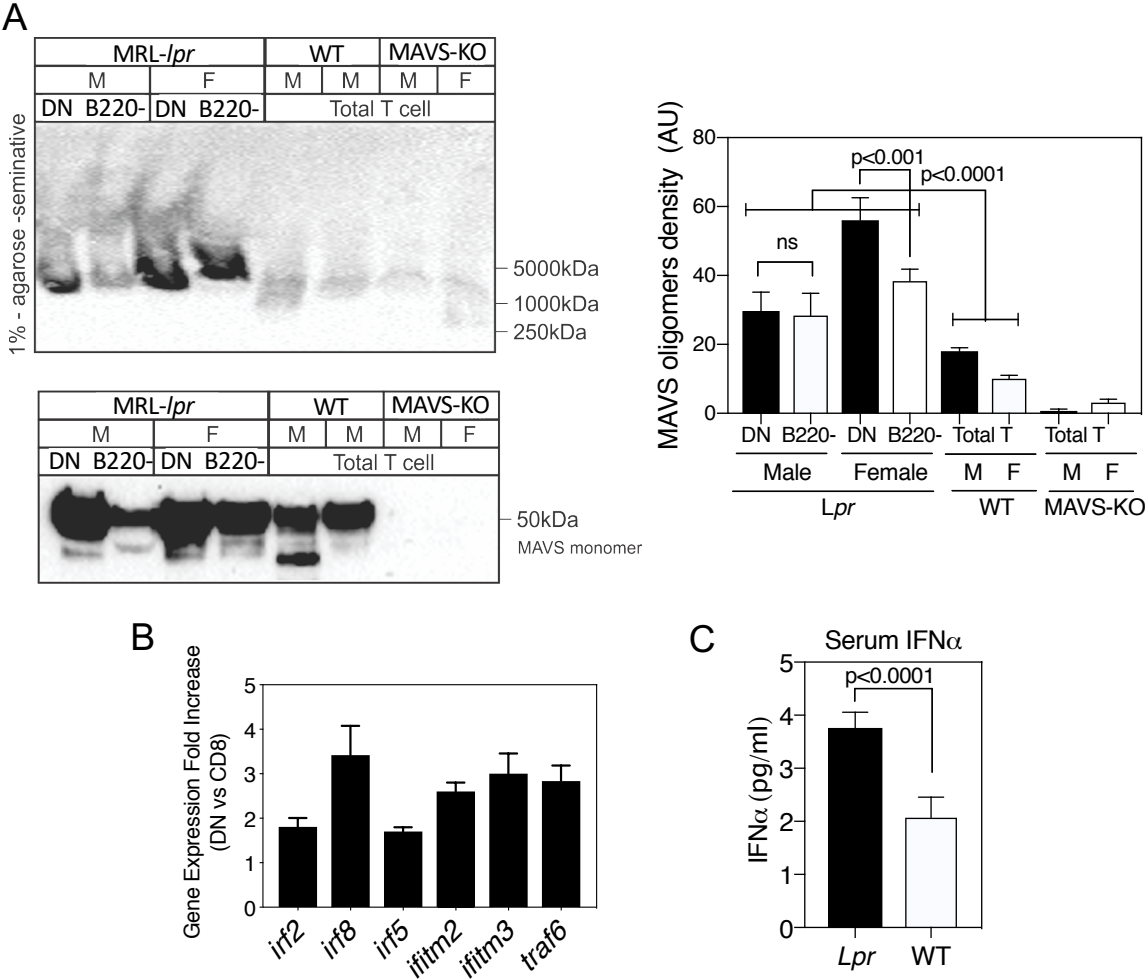 A
MRL-lpr WT MAVS-KO
M F M M M F
DN B220- DN B220- Total T cell
1% - agarose -seminative
5000kDa
1000kDa
250kDa
MRL-lpr WT MAVS-KO
M F M M M F
DN B220- DN B220- Total T cell
50kDa
MAVS monomer
MAVS oligomers density (AU)
80
60
40
20
0
p<0.001
p<0.0001
ns
DN B220- DN B220- Total T Total T
Male Female M F M F
Lpr WT MAVS-KO
B
Gene Expression Fold Increase
(DN vs CD8)
5
4
3
2
1
0
irf2 irf8 irf5 ifitm2 ifitm3 traf6
C
Serum IFNα
p<0.0001
IFNα (pg/ml)
5
4
3
2
1
0
Lpr WT